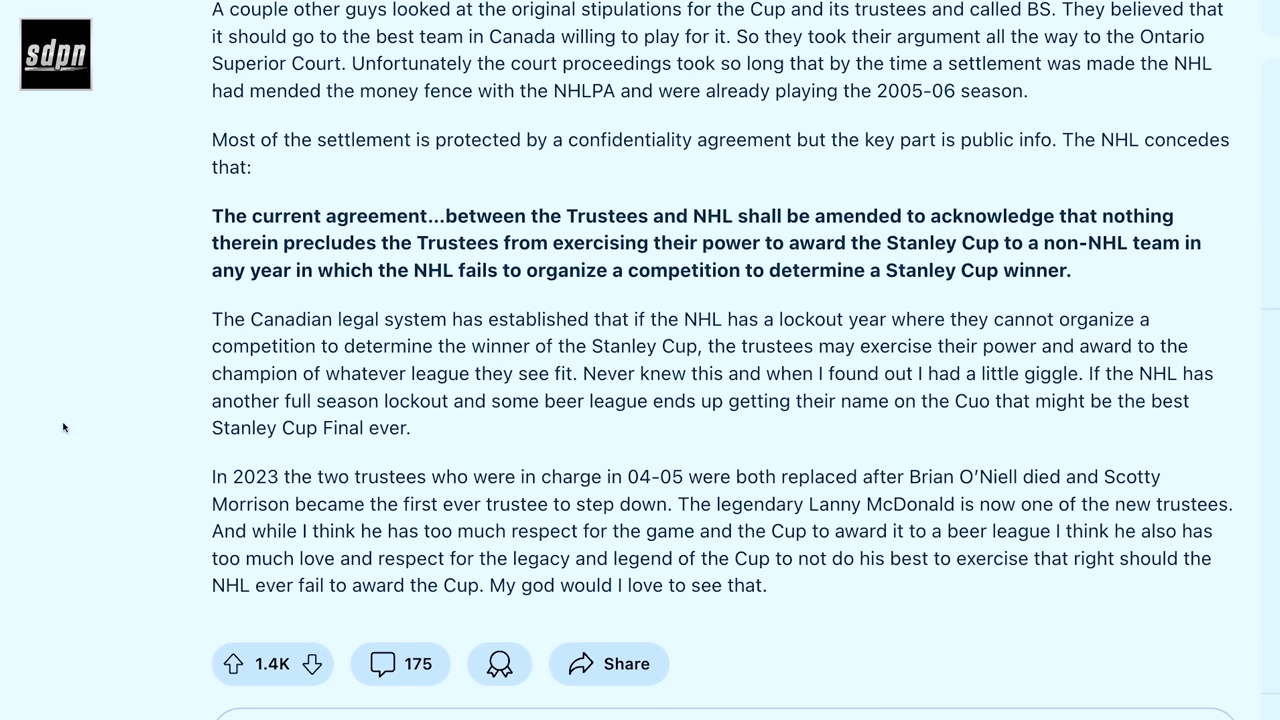 sdpn
A couple other guys looked at the original stipulations for the Cup and its trustees and called BS. They believed that
it should go to the best team in Canada willing to play for it. So they took their argument all the way to the Ontario
Superior Court. Unfortunately the court proceedings took so long that by the time a settlement was made the NHL
had mended the money fence with the NHLPA and were already playing the 2005-06 season.
Most of the settlement is protected by a confidentiality agreement but the key part is public info. The NHL concedes
that:
The current agreement...between the Trustees and NHL shall be amended to acknowledge that nothing
therein precludes the Trustees from exercising their power to award the Stanley Cup to a non-NHL team in
any year in which the NHL fails to organize a competition to determine a Stanley Cup winner.
The Canadian legal system has established that if the NHL has a lockout year where they cannot organize a
competition to determine the winner of the Stanley Cup, the trustees may exercise their power and award to the
champion of whatever league they see fit. Never knew this and when I found out I had a little giggle. If the NHL has
another full season lockout and some beer league ends up getting their name on the Cuo that might be the best
Stanley Cup Final ever.
In 2023 the two trustees who were in charge in 04-05 were both replaced after Brian O’Niell died and Scotty
Morrison became the first ever trustee to step down. The legendary Lanny McDonald is now one of the new trustees.
And while I think he has too much respect for the game and the Cup to award it to a beer league I think he also has
too much love and respect for the legacy and legend of the Cup to not do his best to exercise that right should the
NHL ever fail to award the Cup. My god would I love to see that.
1.4K 175 Share